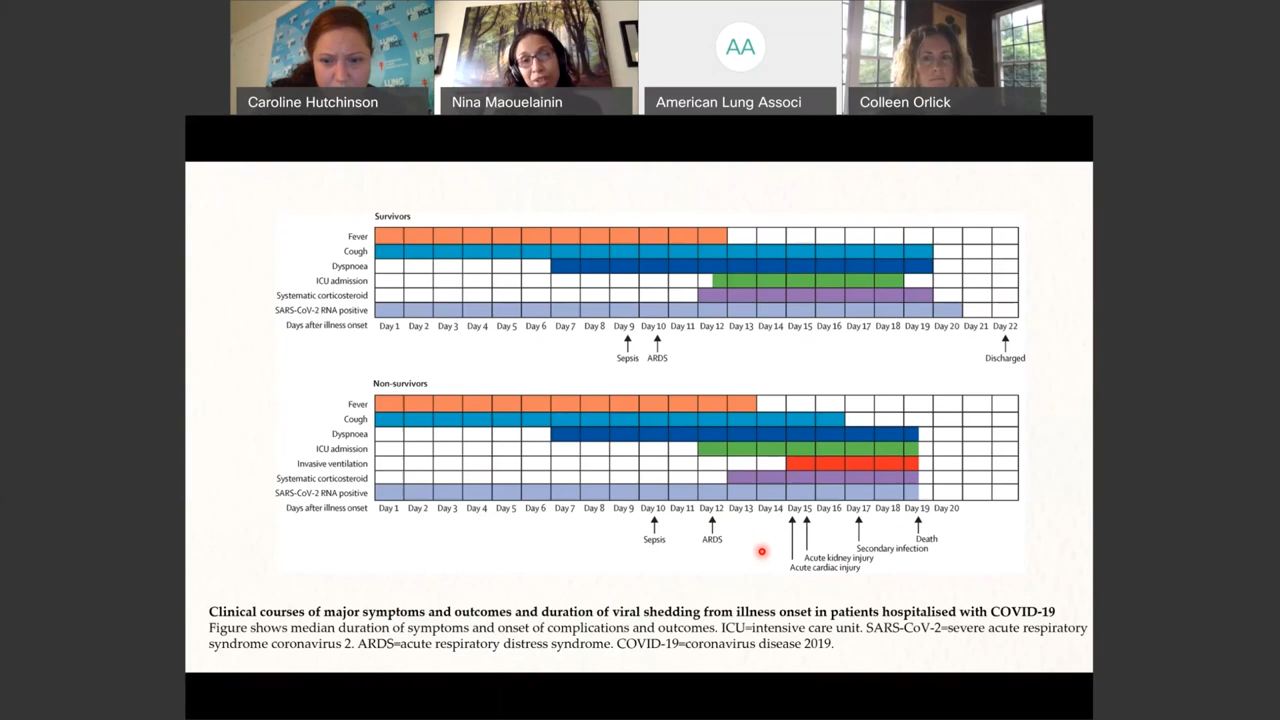 Caroline Hutchinson
Nina Maouelainin
AA
American Lung Associ
Colleen Orlick
Survivors
Fever
Cough
Dyspnoea
ICU admission
Systematic corticosteroid
SARS-CoV-2 RNA positive
Days after illness onset Day 1 Day 2 Day 3 Day 4 Day 5 Day 6 Day 7 Day 8 Day 9 Day 10 Day 11 Day 12 Day 13 Day 14 Day 15 Day 16 Day 17 Day 18 Day 19 Day 20 Day 21 Day 22
Sepsis ARDS Discharged
Non-survivors
Fever
Cough
Dyspnoea
ICU admission
Invasive ventilation
Systematic corticosteroid
SARS-CoV-2 RNA positive
Days after illness onset Day 1 Day 2 Day 3 Day 4 Day 5 Day 6 Day 7 Day 8 Day 9 Day 10 Day 11 Day 12 Day 13 Day 14 Day 15 Day 16 Day 17 Day 18 Day 19 Day 20
Sepsis ARDS Death
Secondary infection
Acute kidney injury
Acute cardiac injury
Clinical courses of major symptoms and outcomes and duration of viral shedding from illness onset in patients hospitalised with COVID-19
Figure shows median duration of symptoms and onset of complications and outcomes. ICU=intensive care unit. SARS-CoV-2=severe acute respiratory
syndrome coronavirus 2. ARDS=acute respiratory distress syndrome. COVID-19=coronavirus disease 2019.